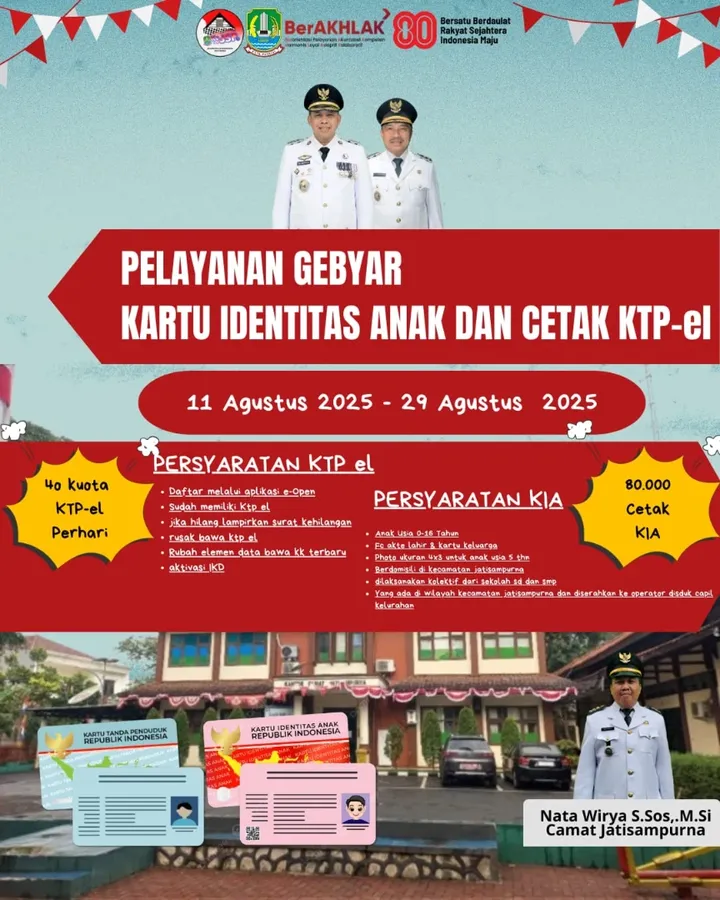 BerAKHLAK
80
Bersatu Berdaulat
Rakyat Sejahtera
Indonesia Maju
PELAYANAN GEBYAR
KARTU IDENTITAS ANAK DAN CETAK KTP-el
11 Agustus 2025 - 29 Agustus 2025
40 kuota
KTP-el
Perhari
PERSYARATAN KTP el
• Daftar melalui aplikasi e-Open
• Sudah memiliki Ktp el
• jika hilang lampirkan surat kehilangan
• rusak bawa ktp el
• Rubah elemen data bawa kk terbaru
• aktivasi IKD
PERSYARATAN KIA
• Anak Usia 0-16 Tahun
• Fc akte lahir & kartu keluarga
• Photo ukuran 4x3 untuk anak usia 5 thn
• Berdomisili di kecamatan jatisampurna
• dilaksanakan kolektif dari sekolah sd dan smp
• Yang ada di wilayah kecamatan jatisampurna dan diserahkan ke operator disduk capil
kelurahan
80.000
Cetak
KIA
KARTU TANDA PENDUDUK
REPUBLIK INDONESIA
KARTU IDENTITAS ANAK
REPUBLIK INDONESIA
Nata Wirya S.Sos,.M.Si
Camat Jatisampurna